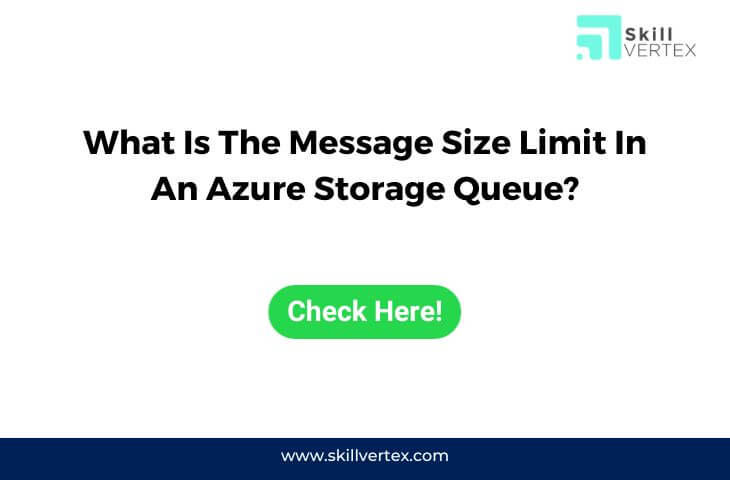 Skill
VERTEX
What Is The Message Size Limit In
An Azure Storage Queue?
Check Here!
www.skillvertex.com